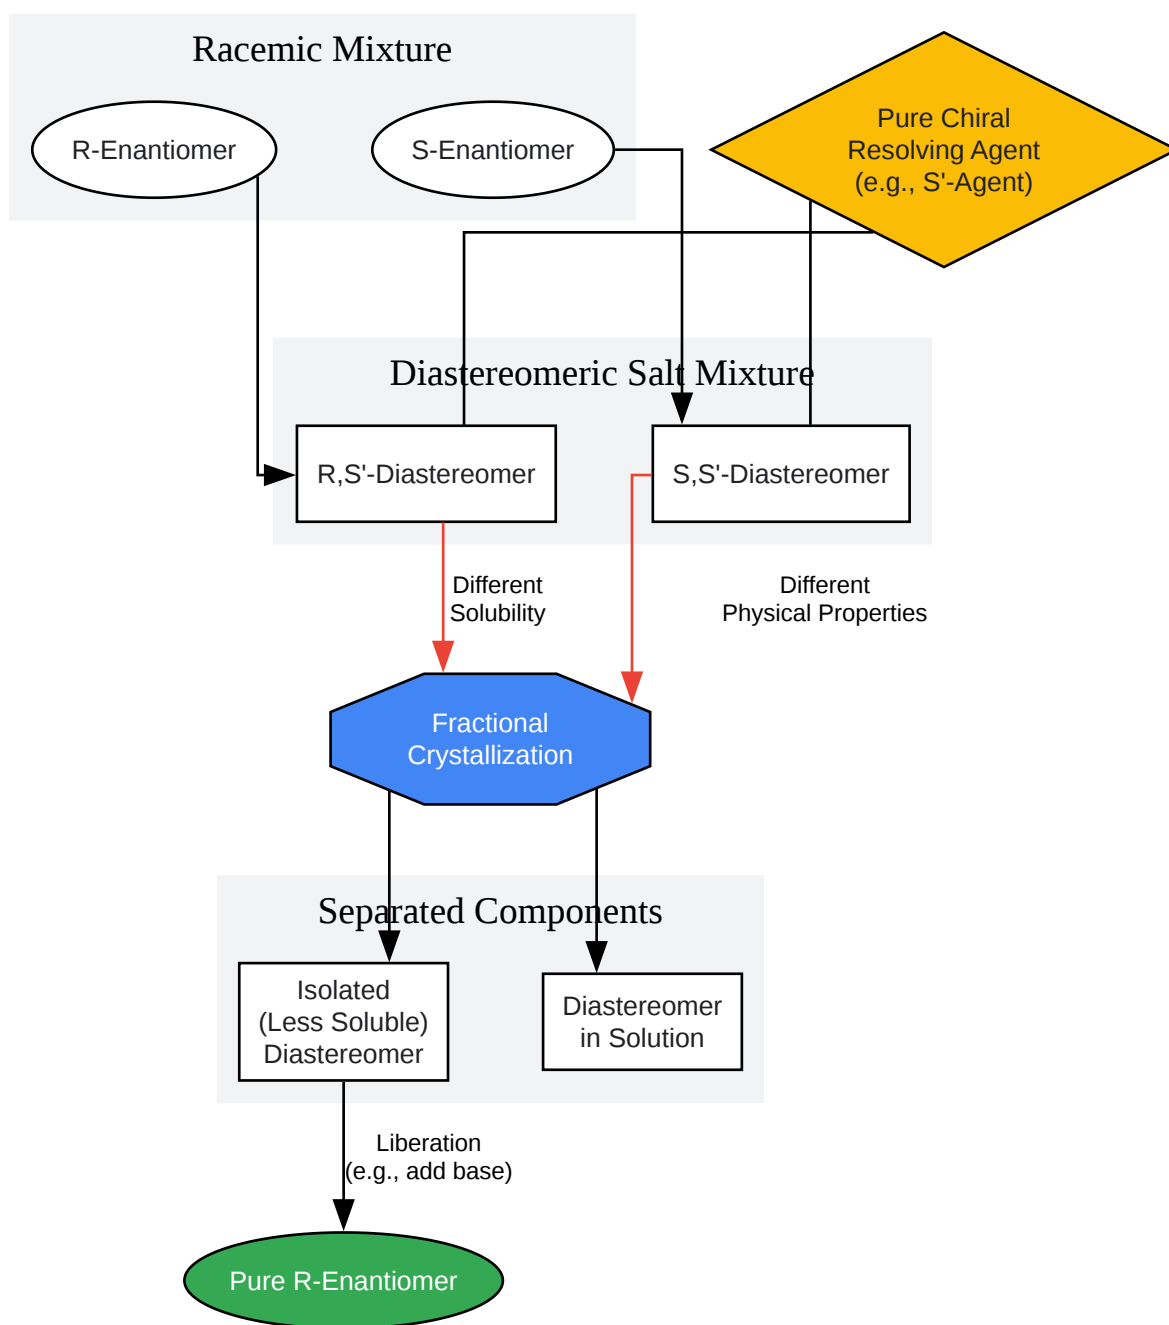 Racemic Mixture
R-Enantiomer
S-Enantiomer
Pure Chiral
Resolving Agent
(e.g., S'-Agent)
Diastereomeric Salt Mixture
R,S'-Diastereomer
S,S'-Diastereomer
Different
Solubility
Different
Physical Properties
Fractional
Crystallization
Separated Components
Isolated
(Less Soluble)
Diastereomer
Diastereomer
in Solution
Liberation
(e.g., add base)
Pure R-Enantiomer